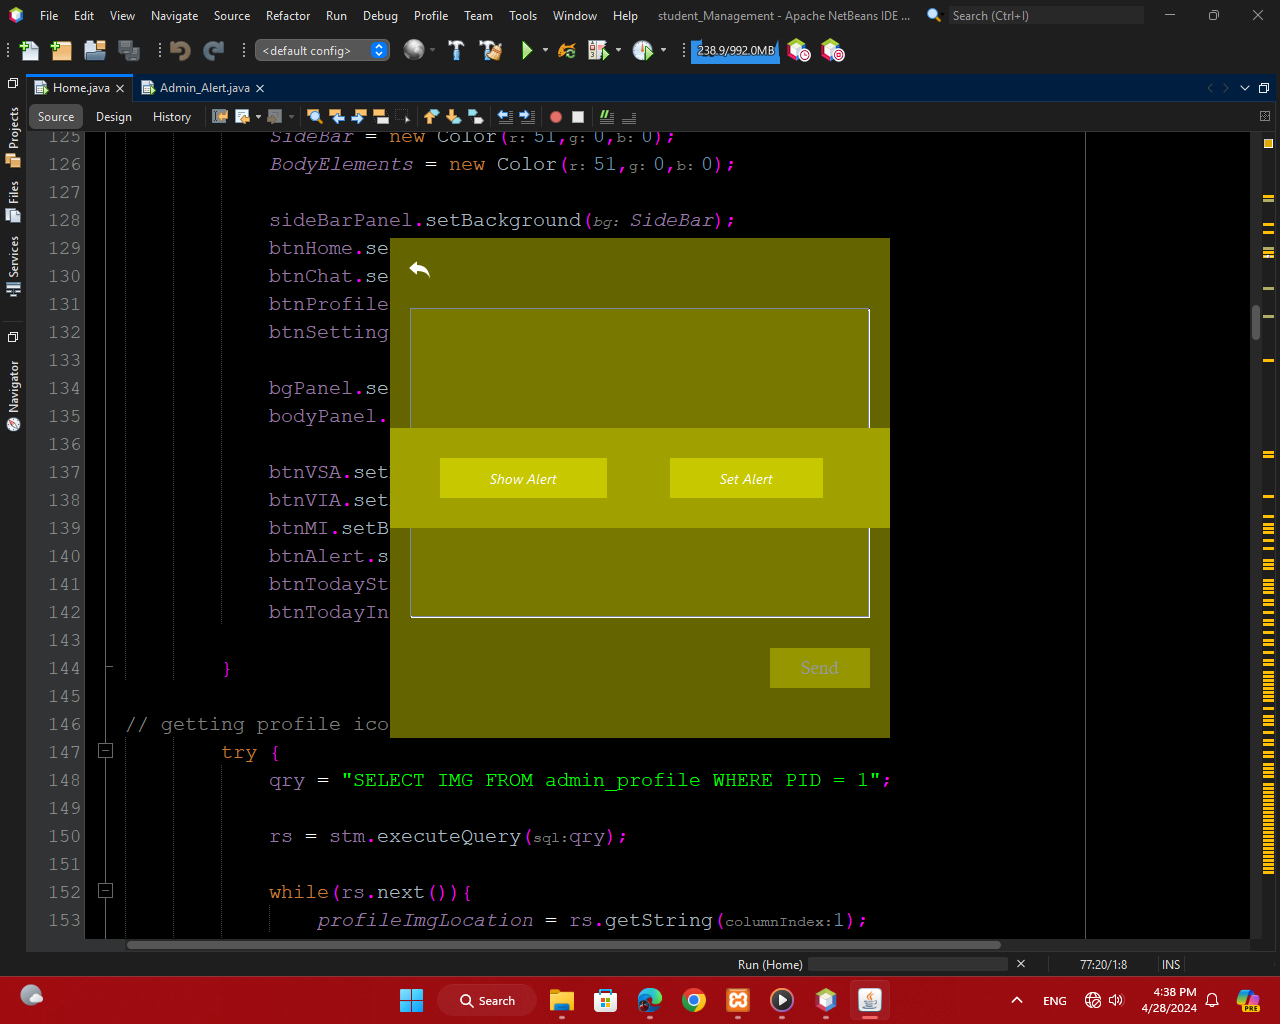 File Edit View Navigate Source Refactor Run Debug Profile Team Tools Window Help student_Management - Apache NetBeans IDE ... Search (Ctrl+I)
<default config> 238.9/992.0MB
Home.java Admin_Alert.java
Source Design History
Projects
Files
Services
Navigator
125 SideBar = new Color(r: 51,g: 0,b: 0);
126 BodyElements = new Color(r: 51,g: 0,b: 0);
127
128 sideBarPanel.setBackground(bg: SideBar);
129 btnHome.se
130 btnChat.se
131 btnProfile
132 btnSetting
133
134 bgPanel.se
135 bodyPanel.
136
137 btnVSA.set
138 btnVIA.set
139 btnMI.setB
140 btnAlert.s
141 btnTodaySt
142 btnTodayIn
143
144 }
145
146 // getting profile ico
147 try {
148 qry = "SELECT IMG FROM admin_profile WHERE PID = 1";
149
150 rs = stm.executeQuery(sql:qry);
151
152 while(rs.next()){
153 profileImgLocation = rs.getString(columnIndex:1);
Show Alert Set Alert
Send
Run (Home) 77:20/1:8 INS
Search ENG 4:38 PM
4/28/2024
PRE